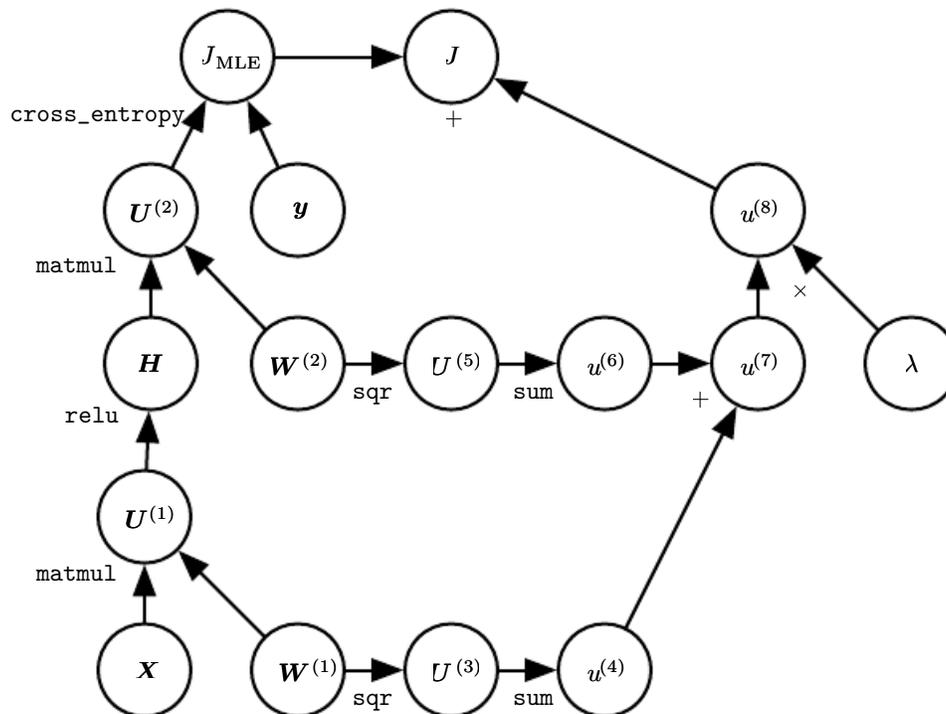 J_MLE J
cross_entropy +
U^(2) y u^(8)
matmul ×
H W^(2) sqr U^(5) sum u^(6) + u^(7) λ
relu
U^(1)
matmul
X W^(1) sqr U^(3) sum u^(4)